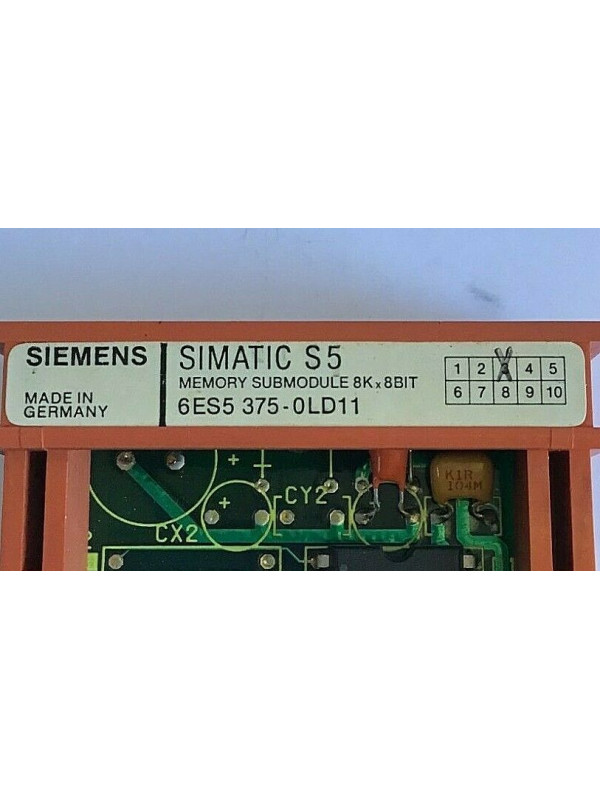 SIEMENS
MADE IN
GERMANY
SIMATIC S5
MEMORY SUBMODULE 8K x 8BIT
6ES5 375-0LD11
1 2 4 5
6 7 8 9 10
CY2
CX2
K1R
104M